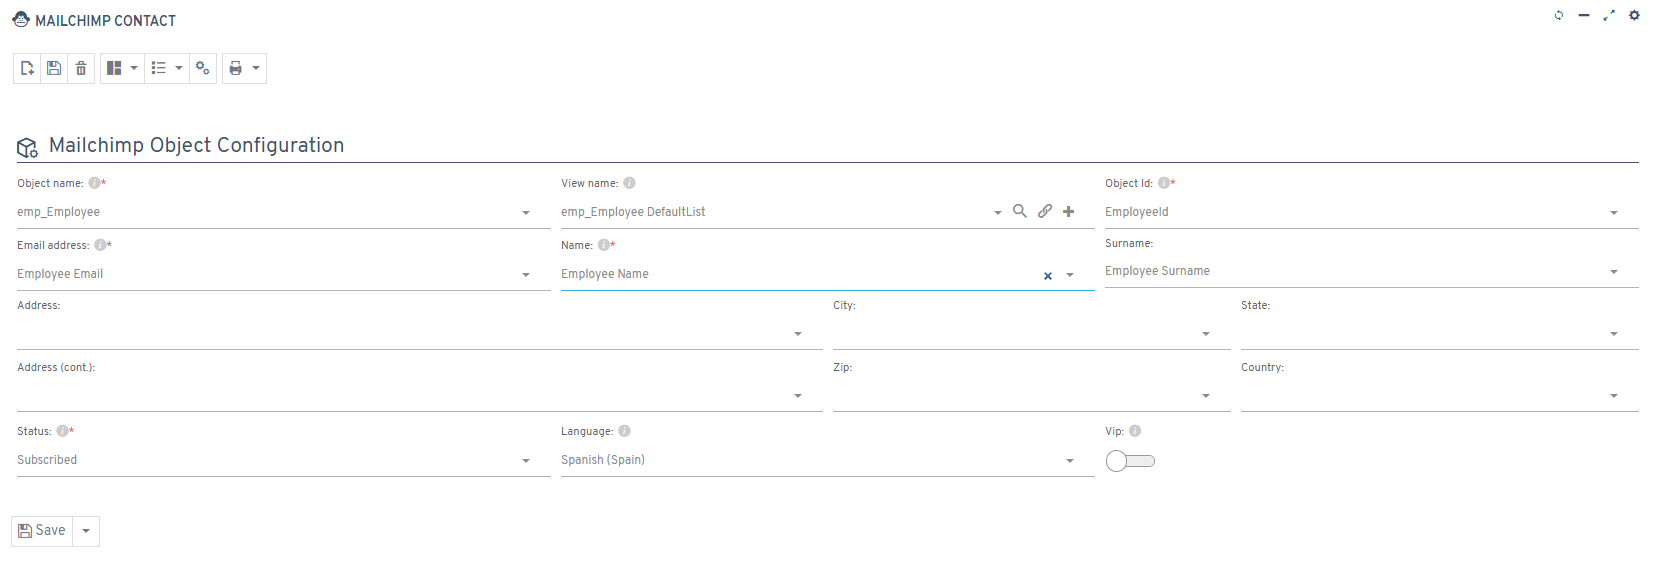 MAILCHIMP CONTACT
Mailchimp Object Configuration
Object name: i* View name: i Object Id: i*
emp_Employee emp_Employee DefaultList EmployeeId
Email address: i* Name: i* Surname:
Employee Email Employee Name Employee Surname
Address: City: State:
Address (cont.): Zip: Country:
Status: i* Language: i Vip: i
Subscribed Spanish (Spain)
Save